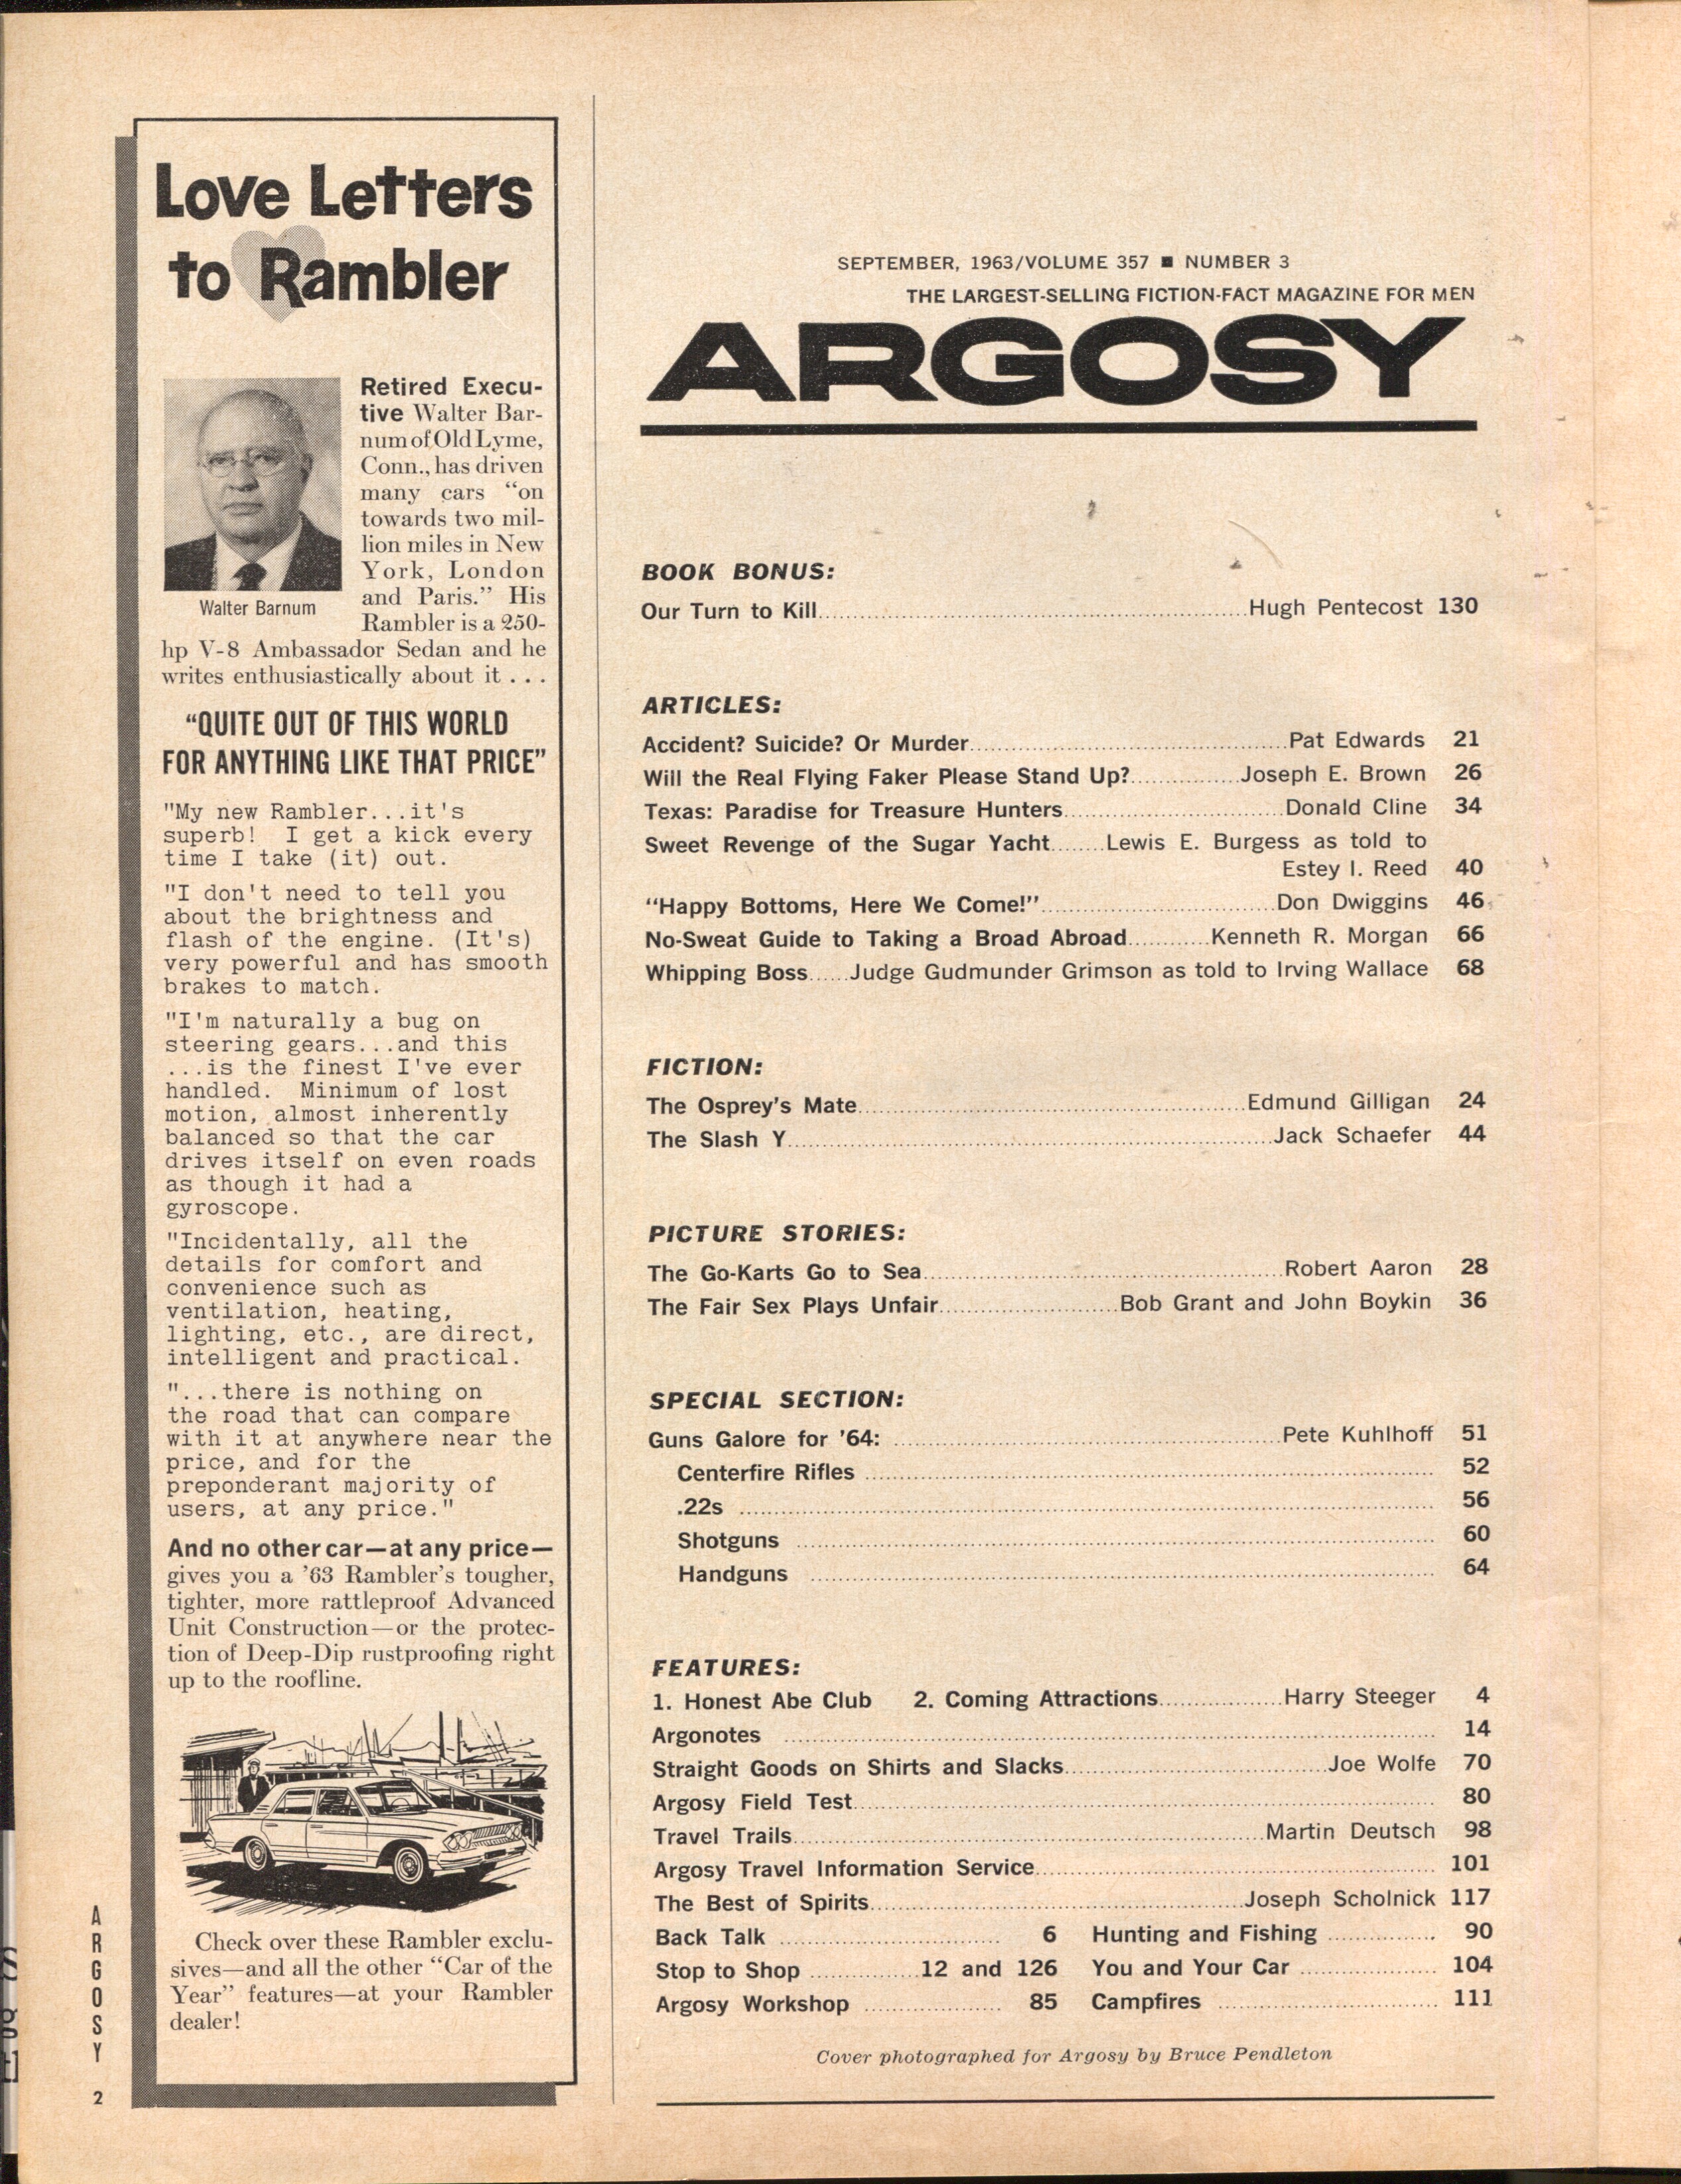 Love Letters
to Rambler
Retired Execu-
tive Walter Bar-
num of Old Lyme,
Conn., has driven
many cars “on
towards two mil-
lion miles in New
York, London
and Paris.” His
Rambler is a 250-
Walter Barnum
hp V-8 Ambassador Sedan and he
writes enthusiastically about it . . .
“QUITE OUT OF THIS WORLD
FOR ANYTHING LIKE THAT PRICE”
"My new Rambler...it's
superb! I get a kick every
time I take (it) out.
"I don't need to tell you
about the brightness and
flash of the engine. (It's)
very powerful and has smooth
brakes to match.
"I'm naturally a bug on
steering gears...and this
...is the finest I've ever
handled. Minimum of lost
motion, almost inherently
balanced so that the car
drives itself on even roads
as though it had a
gyroscope.
"Incidentally, all the
details for comfort and
convenience such as
ventilation, heating,
lighting, etc., are direct,
intelligent and practical.
"...there is nothing on
the road that can compare
with it at anywhere near the
price, and for the
preponderant majority of
users, at any price."
And no other car—at any price—
gives you a ’63 Rambler’s tougher,
tighter, more rattleproof Advanced
Unit Construction—or the protec-
tion of Deep-Dip rustproofing right
up to the roofline.
Check over these Rambler exclu-
sives—and all the other “Car of the
Year” features—at your Rambler
dealer!
ARGOSY
2
SEPTEMBER, 1963/VOLUME 357 ■ NUMBER 3
THE LARGEST-SELLING FICTION-FACT MAGAZINE FOR MEN
ARGOSY
BOOK BONUS:
Our Turn to Kill Hugh Pentecost 130
ARTICLES:
Accident? Suicide? Or Murder Pat Edwards 21
Will the Real Flying Faker Please Stand Up? Joseph E. Brown 26
Texas: Paradise for Treasure Hunters Donald Cline 34
Sweet Revenge of the Sugar Yacht Lewis E. Burgess as told to
Estey I. Reed 40
“Happy Bottoms, Here We Come!” Don Dwiggins 46
No-Sweat Guide to Taking a Broad Abroad Kenneth R. Morgan 66
Whipping Boss Judge Gudmunder Grimson as told to Irving Wallace 68
FICTION:
The Osprey’s Mate Edmund Gilligan 24
The Slash Y Jack Schaefer 44
PICTURE STORIES:
The Go-Karts Go to Sea Robert Aaron 28
The Fair Sex Plays Unfair Bob Grant and John Boykin 36
SPECIAL SECTION:
Guns Galore for ’64: Pete Kuhlhoff 51
Centerfire Rifles 52
.22s 56
Shotguns 60
Handguns 64
FEATURES:
1. Honest Abe Club 2. Coming Attractions Harry Steeger 4
Argonotes 14
Straight Goods on Shirts and Slacks Joe Wolfe 70
Argosy Field Test 80
Travel Trails Martin Deutsch 98
Argosy Travel Information Service 101
The Best of Spirits Joseph Scholnick 117
Back Talk 6 Hunting and Fishing 90
Stop to Shop 12 and 126 You and Your Car 104
Argosy Workshop 85 Campfires 111
Cover photographed for Argosy by Bruce Pendleton